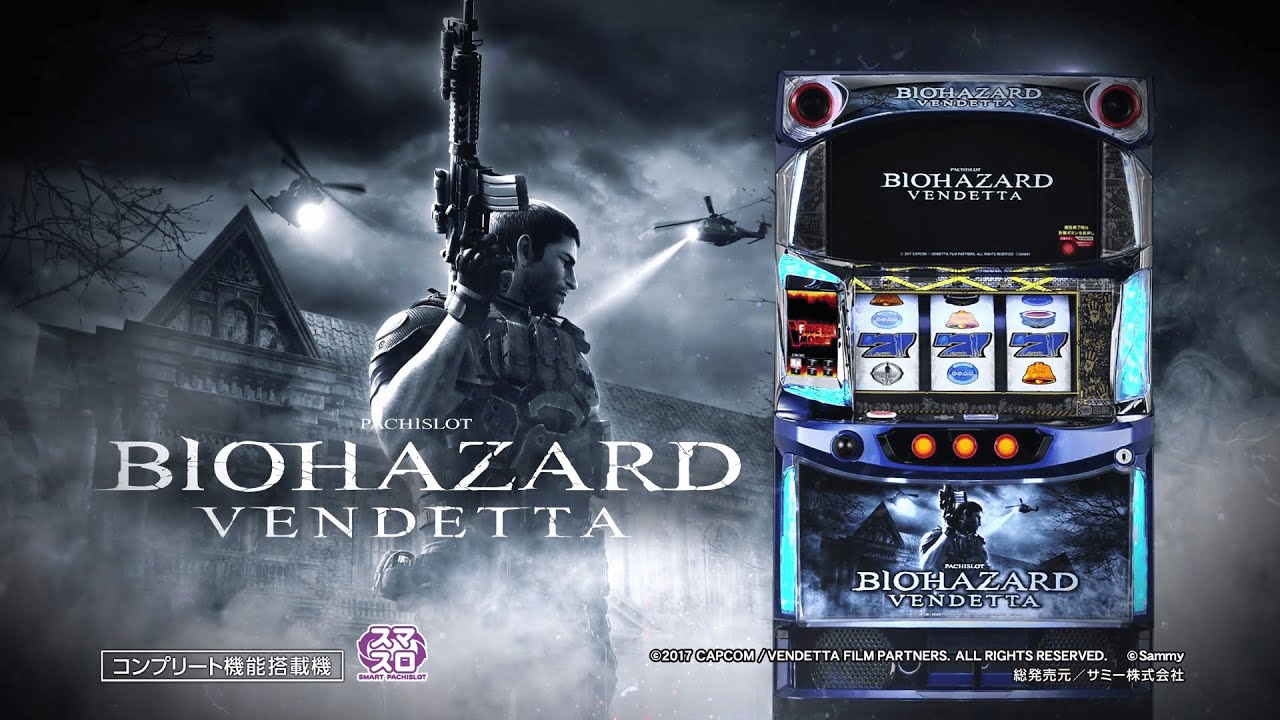 PACHISLOT
BIOHAZARD
VENDETTA
コンプリート機能搭載機
スマスロ
SMART PACHISLOT
BIOHAZARD
VENDETTA
PACHISLOT
BIOHAZARD
VENDETTA
PACHISLOT
BIOHAZARD
VENDETTA
©2017 CAPCOM / VENDETTA FILM PARTNERS. ALL RIGHTS RESERVED. ©Sammy
総発売元／サミー株式会社